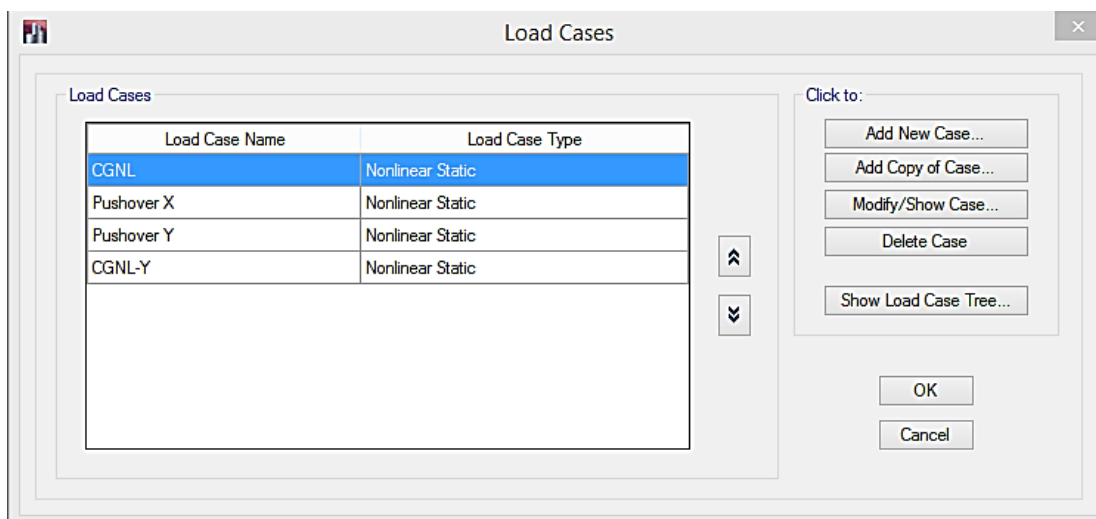 Load Cases
Load Cases
Load Case Name Load Case Type
CGNL Nonlinear Static
Pushover X Nonlinear Static
Pushover Y Nonlinear Static
CGNL-Y Nonlinear Static
Click to:
Add New Case...
Add Copy of Case...
Modify/Show Case...
Delete Case
Show Load Case Tree...
OK
Cancel